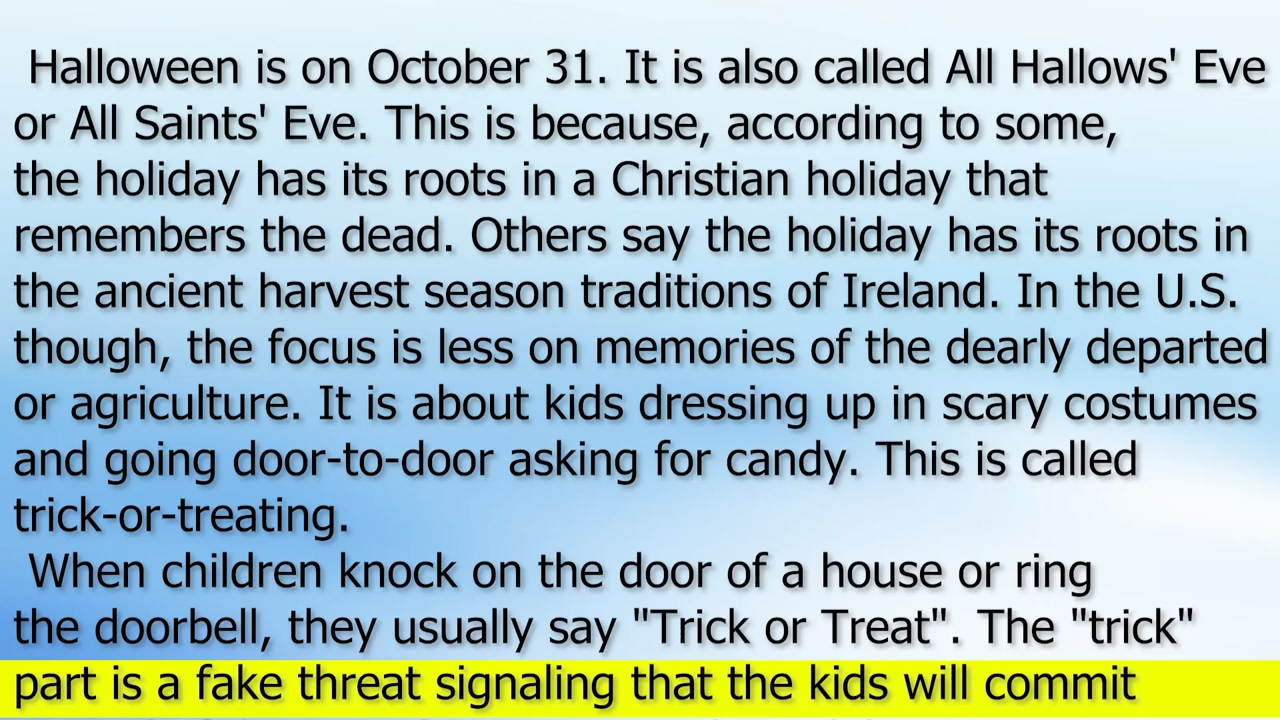 Halloween is on October 31. It is also called All Hallows' Eve
or All Saints' Eve. This is because, according to some,
the holiday has its roots in a Christian holiday that
remembers the dead. Others say the holiday has its roots in
the ancient harvest season traditions of Ireland. In the U.S.
though, the focus is less on memories of the dearly departed
or agriculture. It is about kids dressing up in scary costumes
and going door-to-door asking for candy. This is called
trick-or-treating.
When children knock on the door of a house or ring
the doorbell, they usually say "Trick or Treat". The "trick"
part is a fake threat signaling that the kids will commit